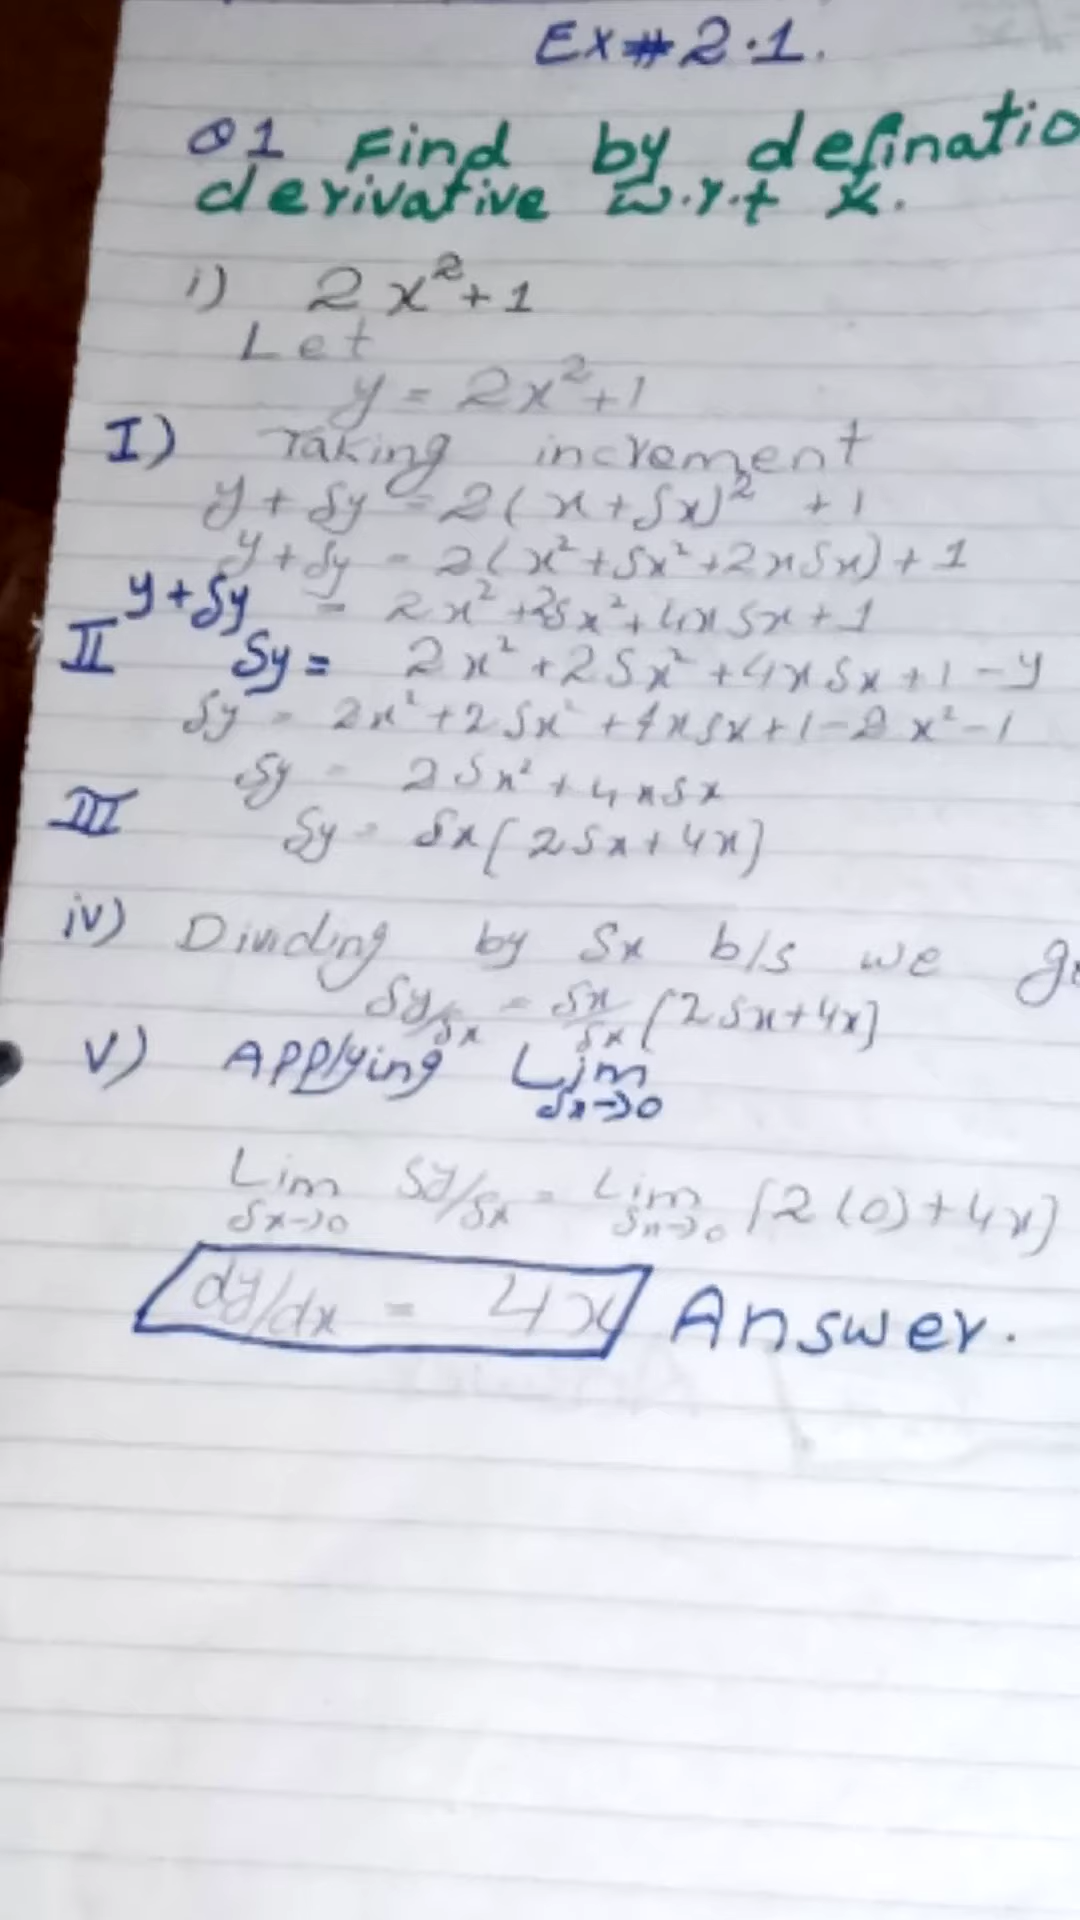 Ex#2.1.
Q1 Find by definatio
derivative w.r.t x.
i) 2x²+1
Let
y = 2x²+1
I) Taking increment
y+δy = 2(x+δx)² +1
y+δy = 2(x²+δx²+2xδx)+1
y+δy = 2x²+2δx²+4xδx+1
II δy = 2x²+2δx²+4xδx+1-y
δy = 2x²+2δx²+4xδx+1-2x²-1
δy = 2δx²+4xδx
III δy = δx[2δx+4x]
iv) Dividing by δx b/s we ge
δy/δx = δx/δx [2δx+4x]
v) Applying Lim δx→0
Lim δx→0 δy/δx = Lim δx→0 [2(0)+4x]
dy/dx = 4x Answer.